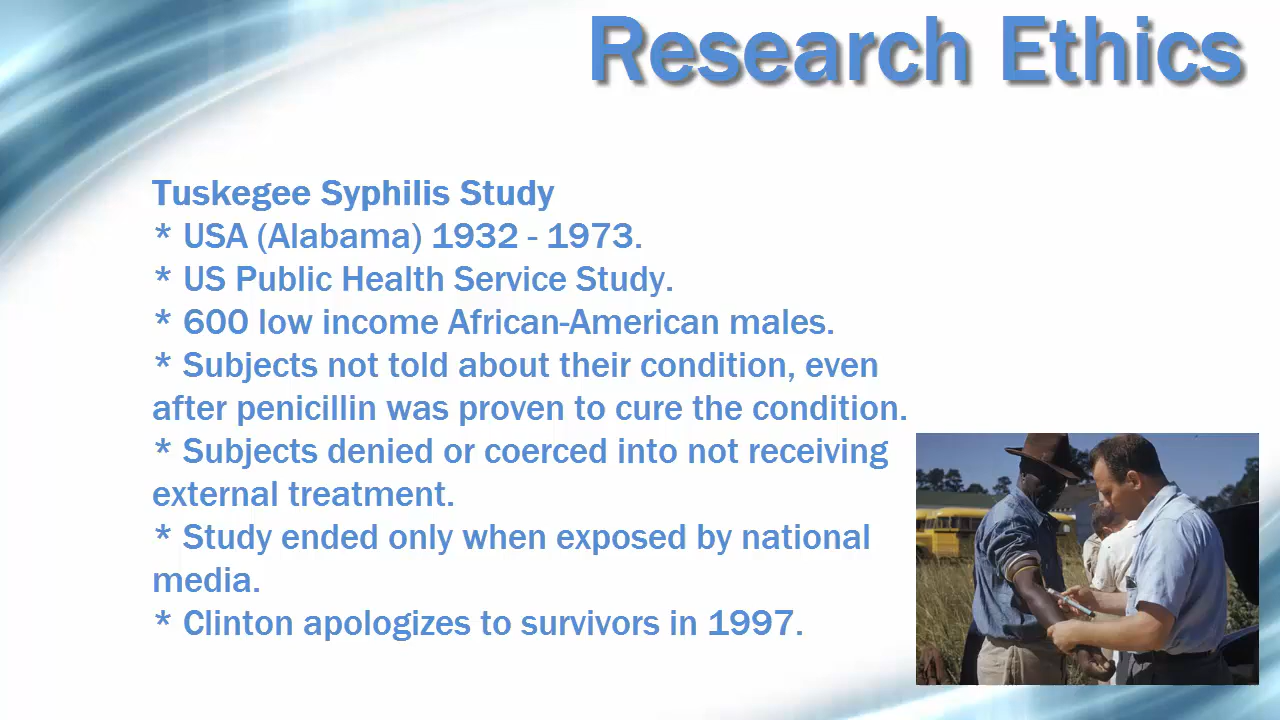 Research Ethics
Tuskegee Syphilis Study
* USA (Alabama) 1932 - 1973.
* US Public Health Service Study.
* 600 low income African-American males.
* Subjects not told about their condition, even
after penicillin was proven to cure the condition.
* Subjects denied or coerced into not receiving
external treatment.
* Study ended only when exposed by national
media.
* Clinton apologizes to survivors in 1997.